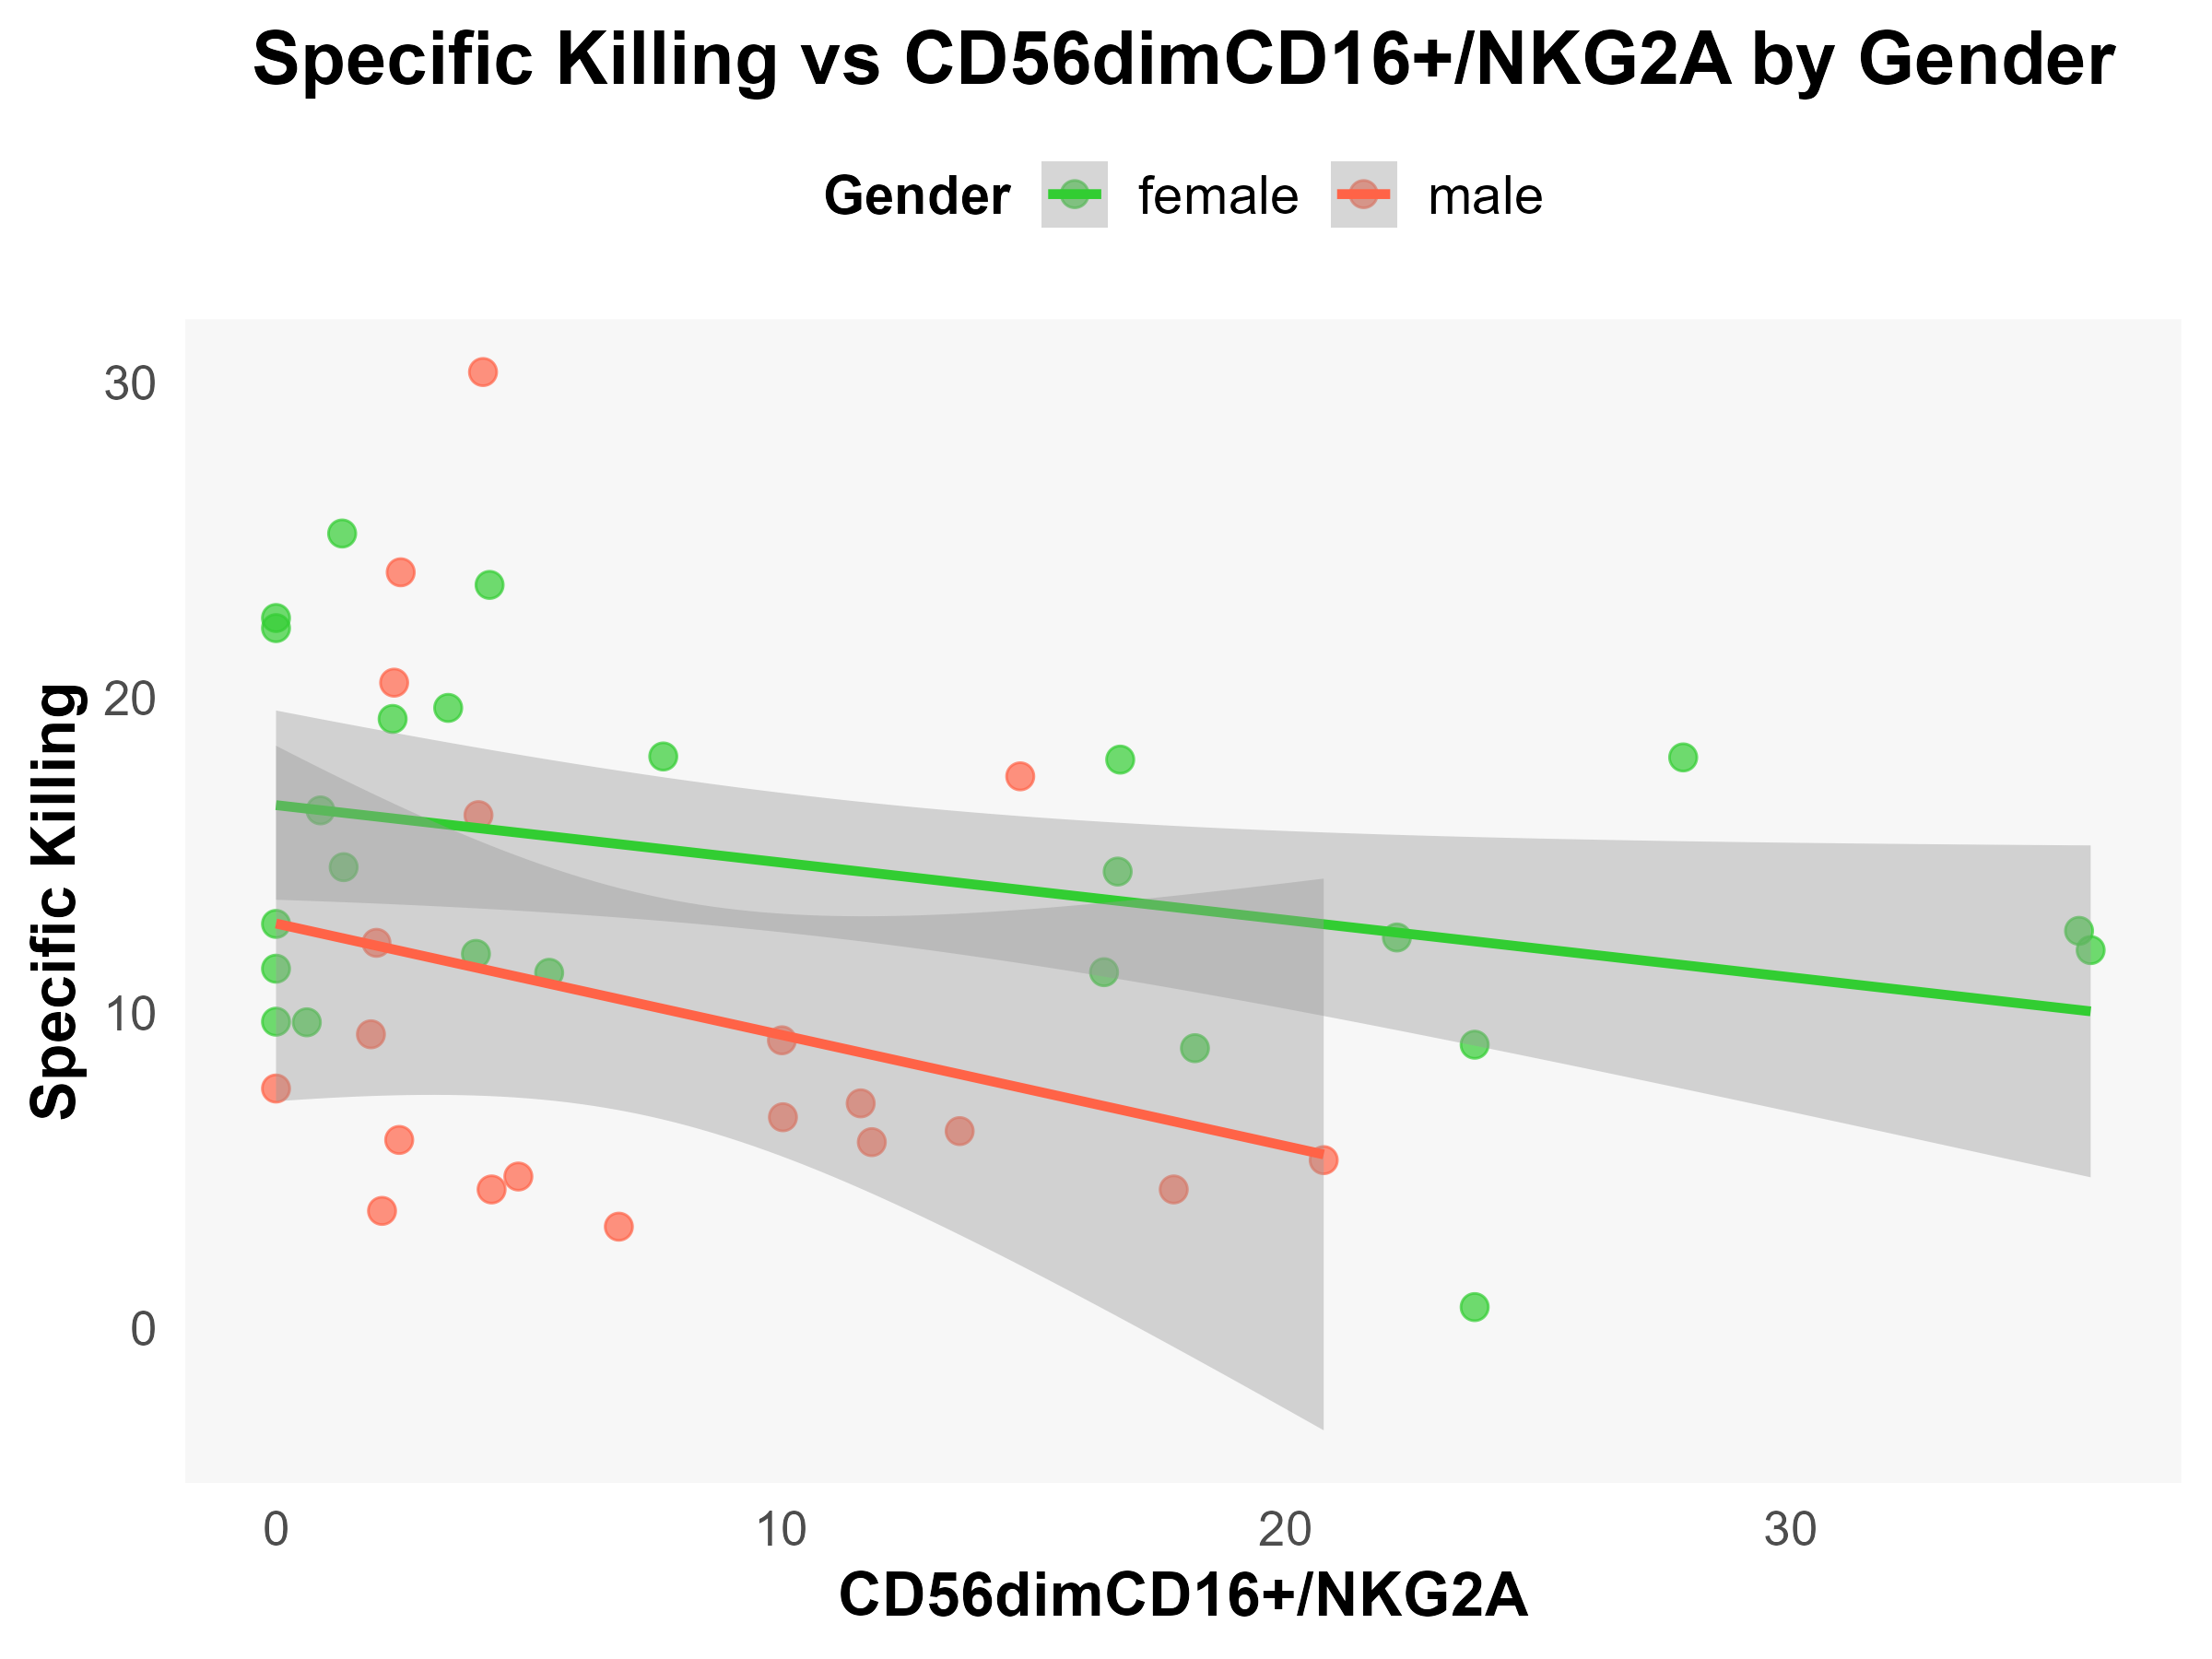 Specific Killing vs CD56dimCD16+/NKG2A by Gender
Gender female male
30
20
10
0
Specific Killing
0 10 20 30
CD56dimCD16+/NKG2A